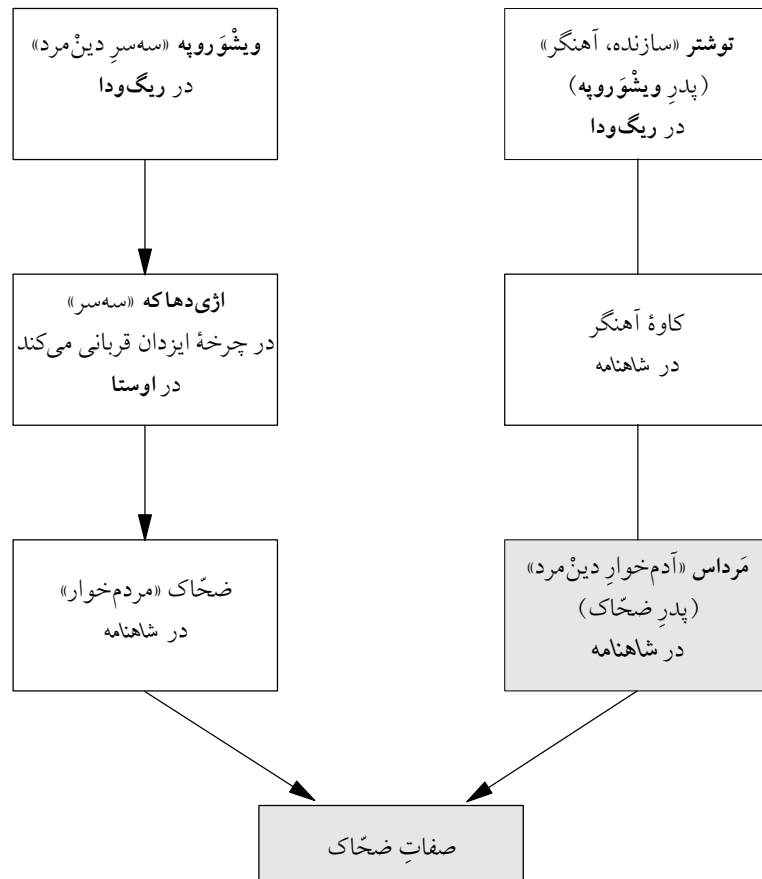 توشتر «سازنده، آهنگر»
(پدرِ ویشْوَروپه)
در ریگ‌ودا
ویشْوَروپه «سه‌سرِ دینْ‌مرد»
در ریگ‌ودا
کاوهٔ آهنگر
در شاهنامه
اژی‌دهاکه «سه‌سر»
در چرخهٔ ایزدان قربانی می‌کند
در اوستا
مَرداس «آدم‌خوارِ دینْ‌مرد»
(پدرِ ضحّاک)
در شاهنامه
ضحّاک «مردم‌خوار»
در شاهنامه
صفاتِ ضحّاک